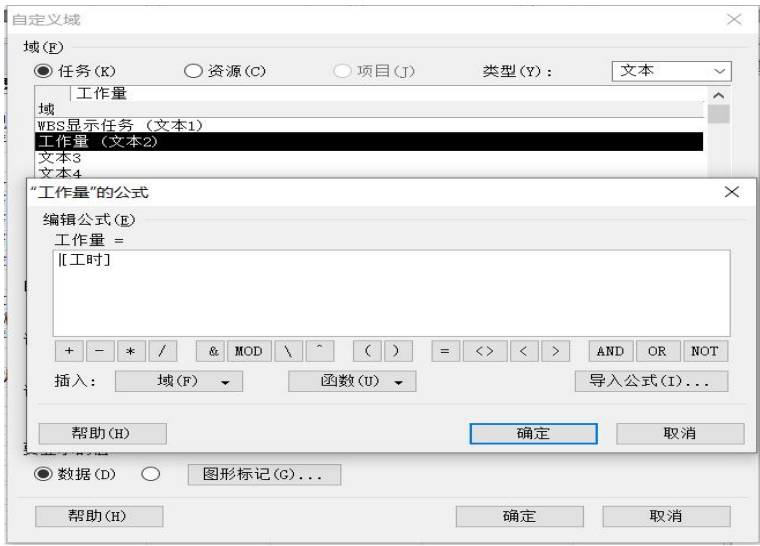 自定义域
域(F)
任务(K) 资源(C) 项目(J) 类型(Y): 文本
工作量
域
WBS显示任务 (文本1)
工作量 (文本2)
文本3
文本4
“工作量”的公式
编辑公式(E)
工作量 =
[工时]
+ - * / & MOD \ ^ ( ) = <> < > AND OR NOT
插入: 域(F) 函数(U) 导入公式(I)...
帮助(H) 确定 取消
数据(D) 图形标记(G)...
帮助(H) 确定 取消